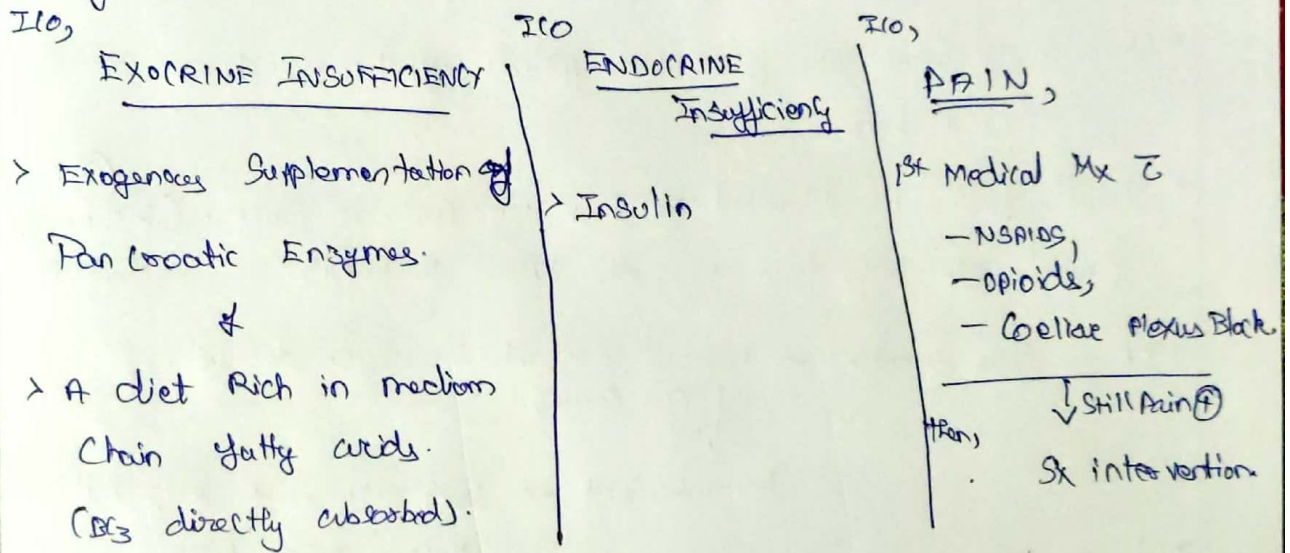 I/O,
EXOCRINE INSUFFICIENCY
> Exogenous Supplementation of
Pancreatic Enzymes.
&
> A diet Rich in medium
Chain fatty acids.
(BC3 directly absorbed).
I/O
ENDOCRINE
Insufficiency
> Insulin
I/O,
PAIN,
1st Medical Mx c̄
- NSAIDS,
- opioids,
- Coeliac Plexus Block.
↓ Still Pain ⊕
then,
Sx intervention.